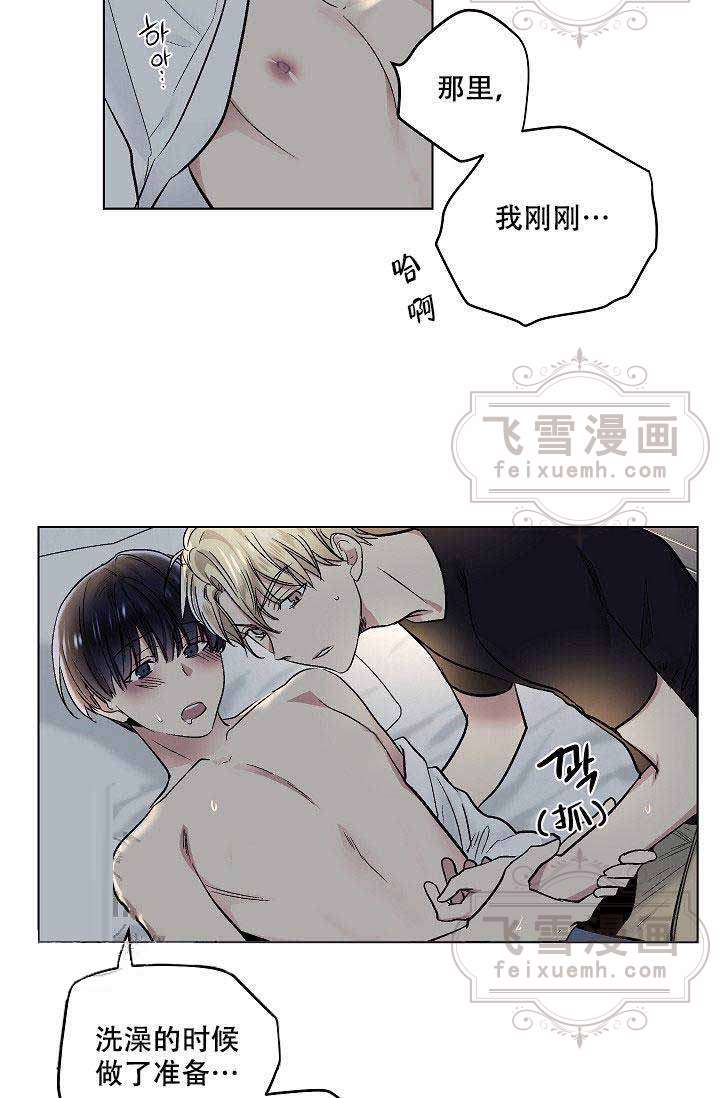 하아…
那里，
我刚刚…
哈
啊
飞雪漫画
feixuemh.com
콱
（抓）
飞雪漫画
feixuemh.com
洗澡的时候
做了准备…